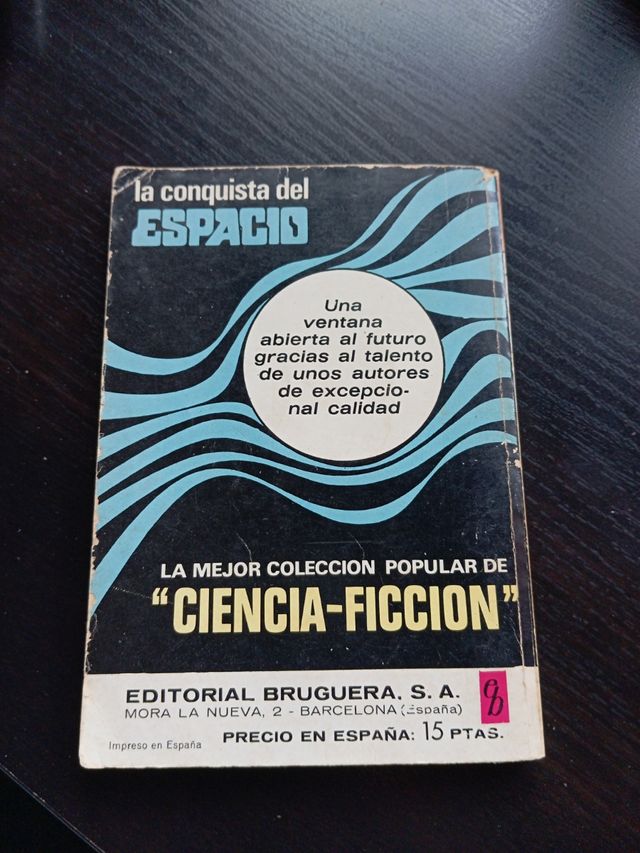 la conquista del
ESPACIO
Una
ventana
abierta al futuro
gracias al talento
de unos autores
de excepcio-
nal calidad
LA MEJOR COLECCION POPULAR DE
"CIENCIA-FICCION"
EDITORIAL BRUGUERA, S. A.
MORA LA NUEVA, 2 - BARCELONA (España)
eb
Impreso en España
PRECIO EN ESPAÑA: 15 PTAS.